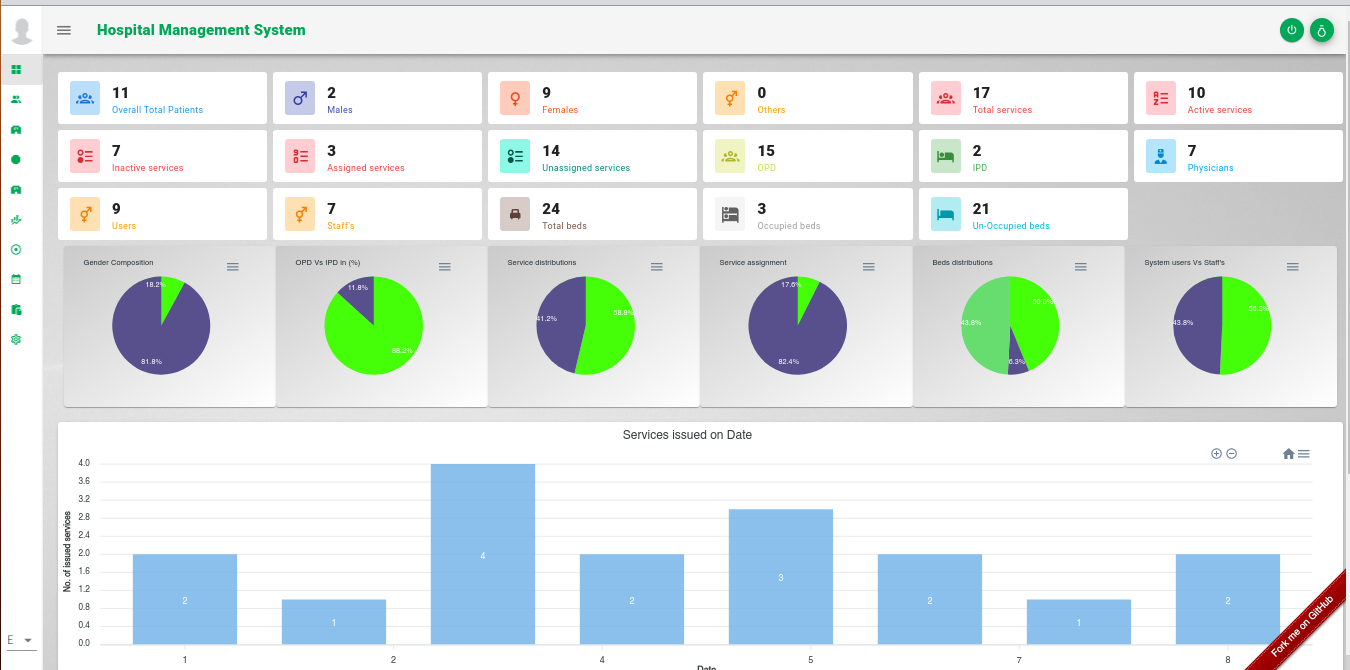 Hospital Management System
11
Overall Total Patients
2
Males
9
Females
0
Others
17
Total services
10
Active services
7
Inactive services
3
Assigned services
14
Unassigned services
15
OPD
2
IPD
7
Physicians
9
Users
7
Staff's
24
Total beds
3
Occupied beds
21
Un-Occupied beds
Gender Composition
18.2%
81.8%
OPD Vs IPD in (%)
11.8%
88.2%
Service distributions
41.2%
58.8%
Service assignment
17.6%
82.4%
Beds distributions
50.0%
43.8%
6.3%
System users Vs Staff's
43.8%
56.3%
Services issued on Date
No. of issued services
4.0
3.6
3.2
2.8
2.4
2.0
1.6
1.2
0.8
0.4
0.0
2
1
4
2
3
2
1
2
1 2 4 5 7 8
Date
E
Fork me on GitHub